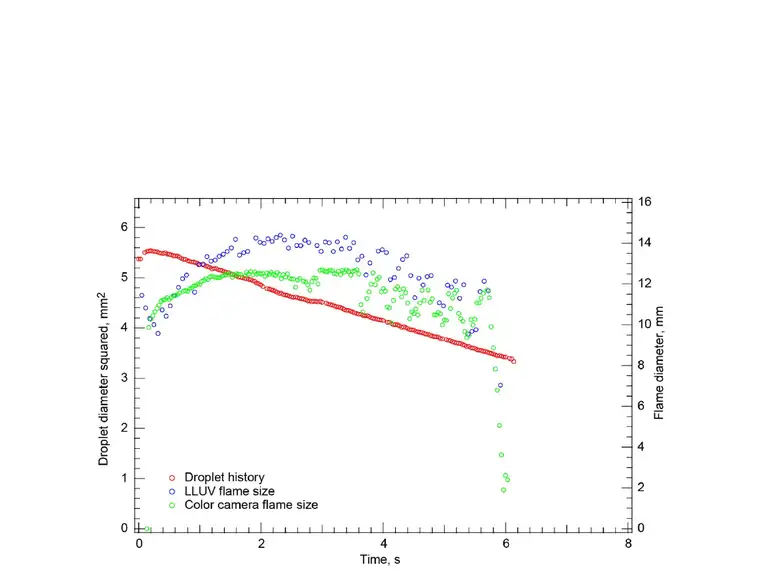 16
6
14
5
12
4
10
3
8
6
2
4
1
2
0
0
Droplet diameter squared, mm2
Flame diameter, mm
Droplet history
LLUV flame size
Color camera flame size
0 2 4 6 8
Time, s